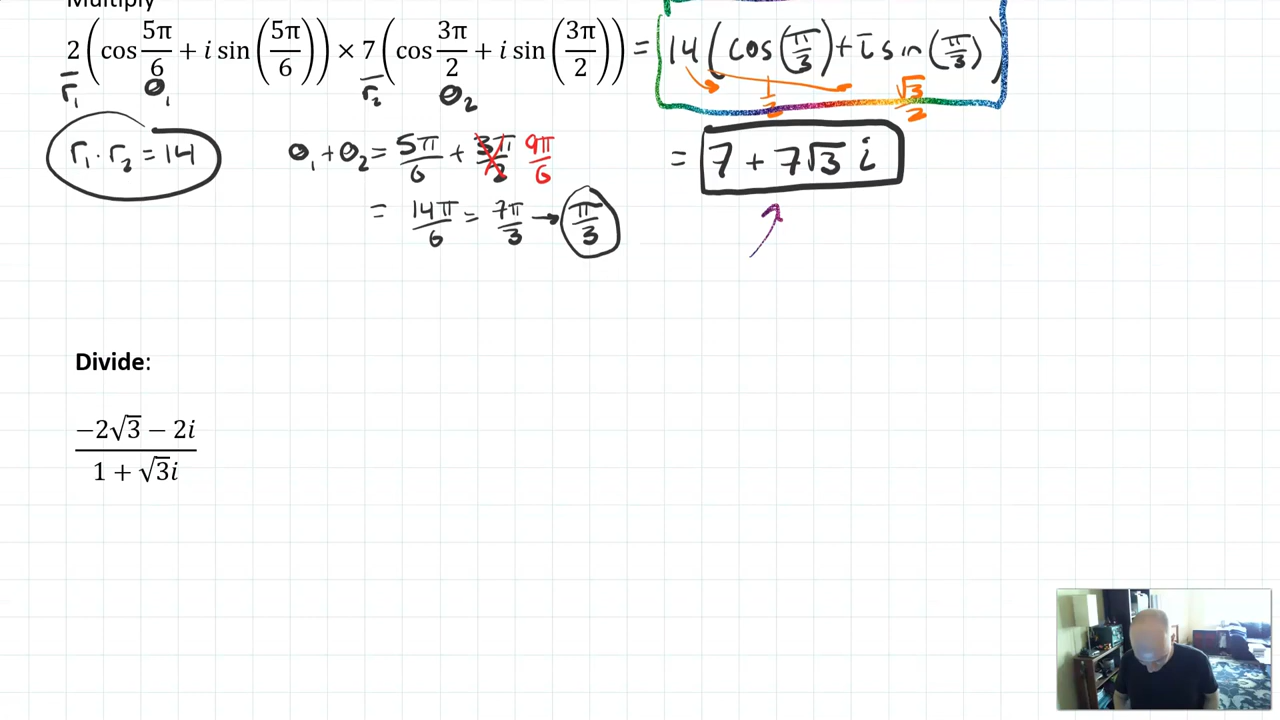 Multiply
2(cos 5π/6 + i sin(5π/6)) × 7(cos 3π/2 + i sin(3π/2)) = 14(cos(π/3) + i sin(π/3))
r₁ θ₁ r₂ θ₂ 1/2 √3/2
r₁ · r₂ = 14 θ₁ + θ₂ = 5π/6 + 3π/2 9π/6 = 7 + 7√3 i
= 14π/6 = 7π/3 → π/3
Divide:
−2√3 − 2i
1 + √3i